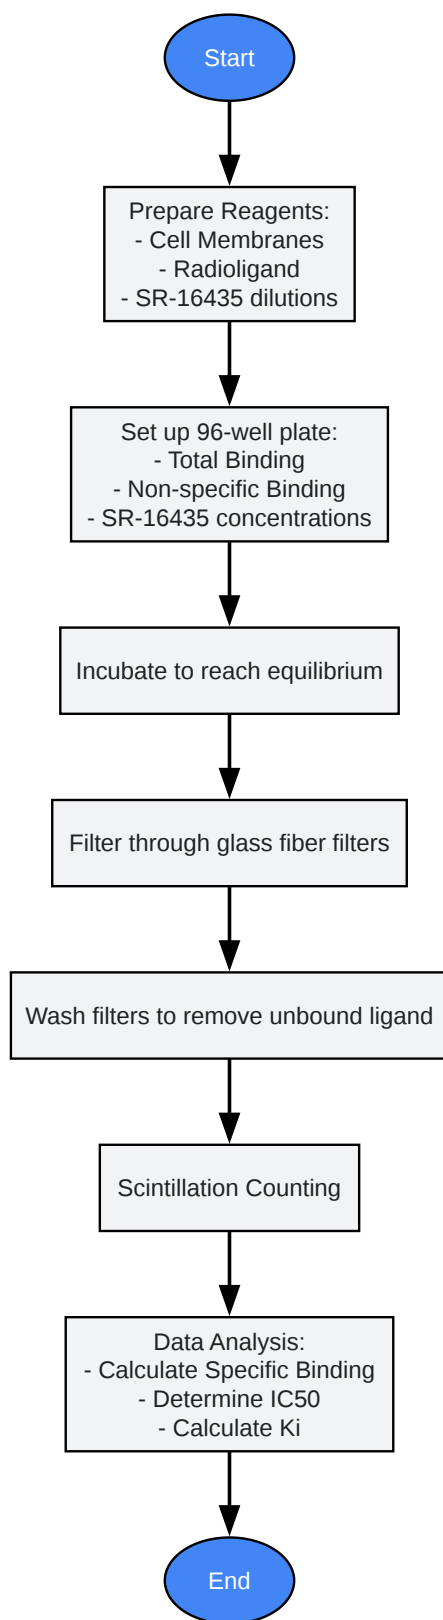 Start
Prepare Reagents:
- Cell Membranes
- Radioligand
- SR-16435 dilutions
Set up 96-well plate:
- Total Binding
- Non-specific Binding
- SR-16435 concentrations
Incubate to reach equilibrium
Filter through glass fiber filters
Wash filters to remove unbound ligand
Scintillation Counting
Data Analysis:
- Calculate Specific Binding
- Determine IC50
- Calculate Ki
End